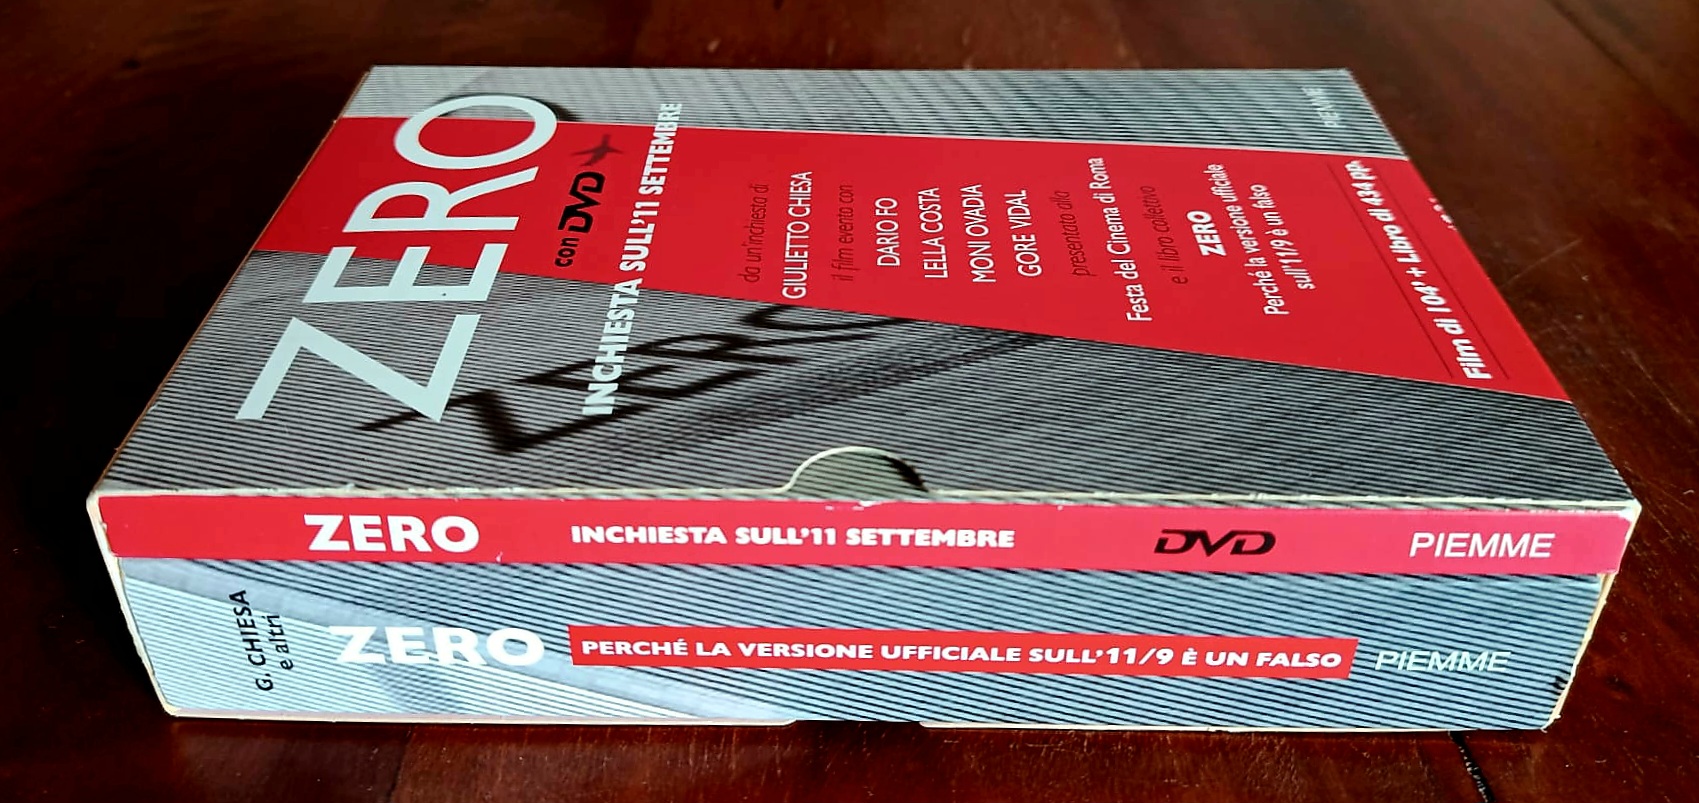 ZERO
con DVD
INCHIESTA SULL'11 SETTEMBRE
da un'inchiesta di
GIULIETTO CHIESA
il film evento con
DARIO FO
LELLA COSTA
MONI OVADIA
GORE VIDAL
presentato alla
Festa del Cinema di Roma
e il libro collettivo
ZERO
Perché la versione ufficiale
sull'11/9 è un falso
Film di 104' + Libro di 434 pp.
PIEMME
ZERO
ZERO INCHIESTA SULL'11 SETTEMBRE DVD PIEMME
G. CHIESA
e altri
ZERO PERCHÉ LA VERSIONE UFFICIALE SULL'11/9 È UN FALSO PIEMME